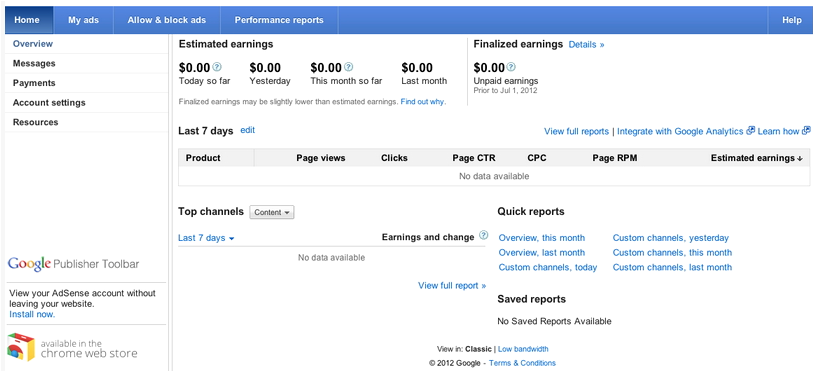 Home My ads Allow & block ads Performance reports Help
Overview
Messages
Payments
Account settings
Resources
Google Publisher Toolbar
View your AdSense account without
leaving your website.
Install now.
available in the
chrome web store
Estimated earnings
$0.00 ? $0.00 $0.00 ? $0.00
Today so far Yesterday This month so far Last month
Finalized earnings may be slightly lower than estimated earnings. Find out why.
Finalized earnings Details »
$0.00 ?
Unpaid earnings
Prior to Jul 1, 2012
Last 7 days edit View full reports | Integrate with Google Analytics Learn how
Product Page views Clicks Page CTR CPC Page RPM Estimated earnings ↓
No data available
Top channels Content
Last 7 days Earnings and change ?
No data available
View full report »
Quick reports
Overview, this month Custom channels, yesterday
Overview, last month Custom channels, this month
Custom channels, today Custom channels, last month
Saved reports
No Saved Reports Available
View in: Classic | Low bandwidth
© 2012 Google - Terms & Conditions